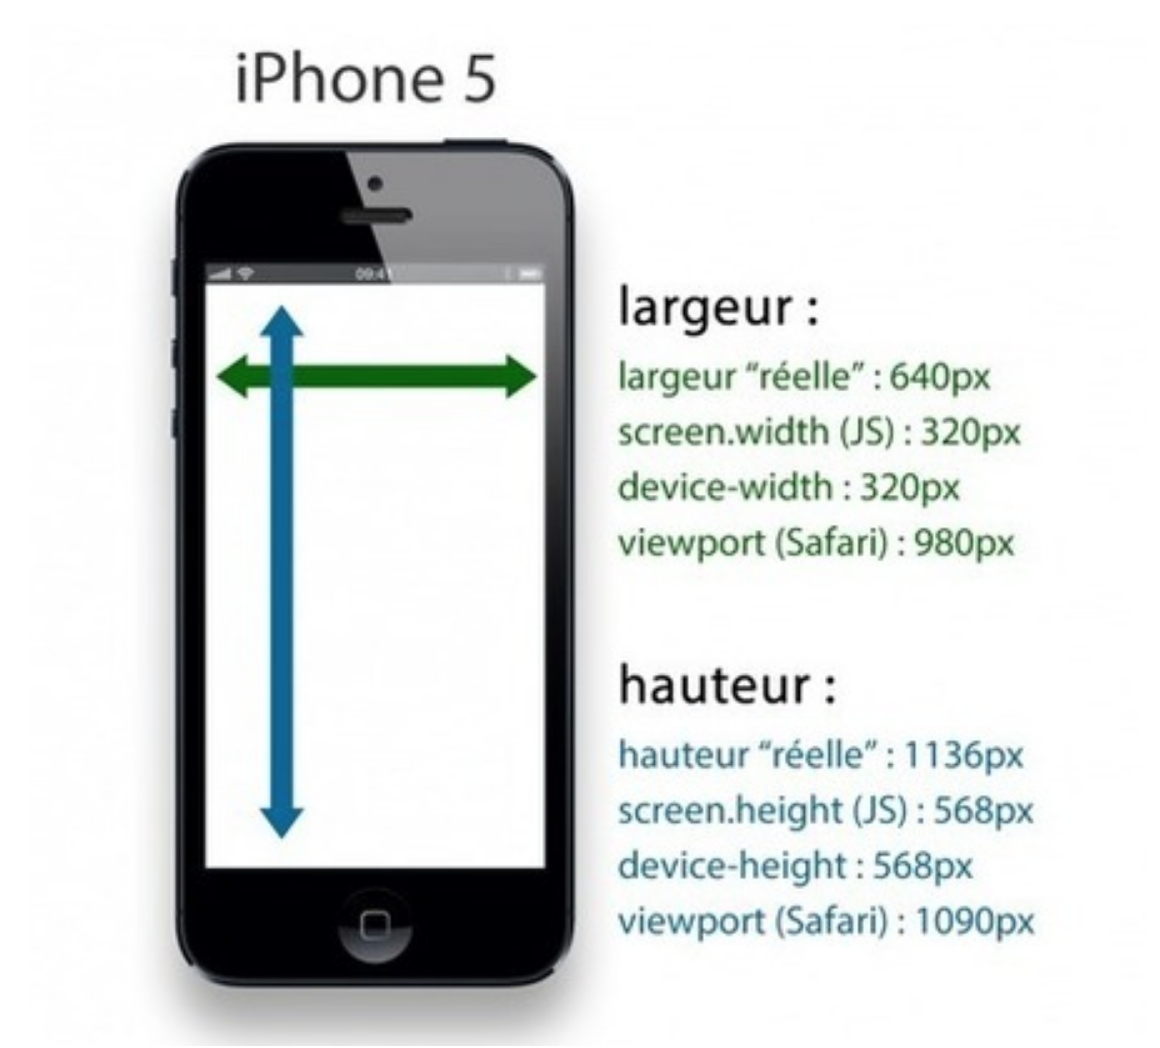 iPhone 5
09:41
largeur :
largeur “réelle” : 640px
screen.width (JS) : 320px
device-width : 320px
viewport (Safari) : 980px
hauteur :
hauteur “réelle” : 1136px
screen.height (JS) : 568px
device-height : 568px
viewport (Safari) : 1090px